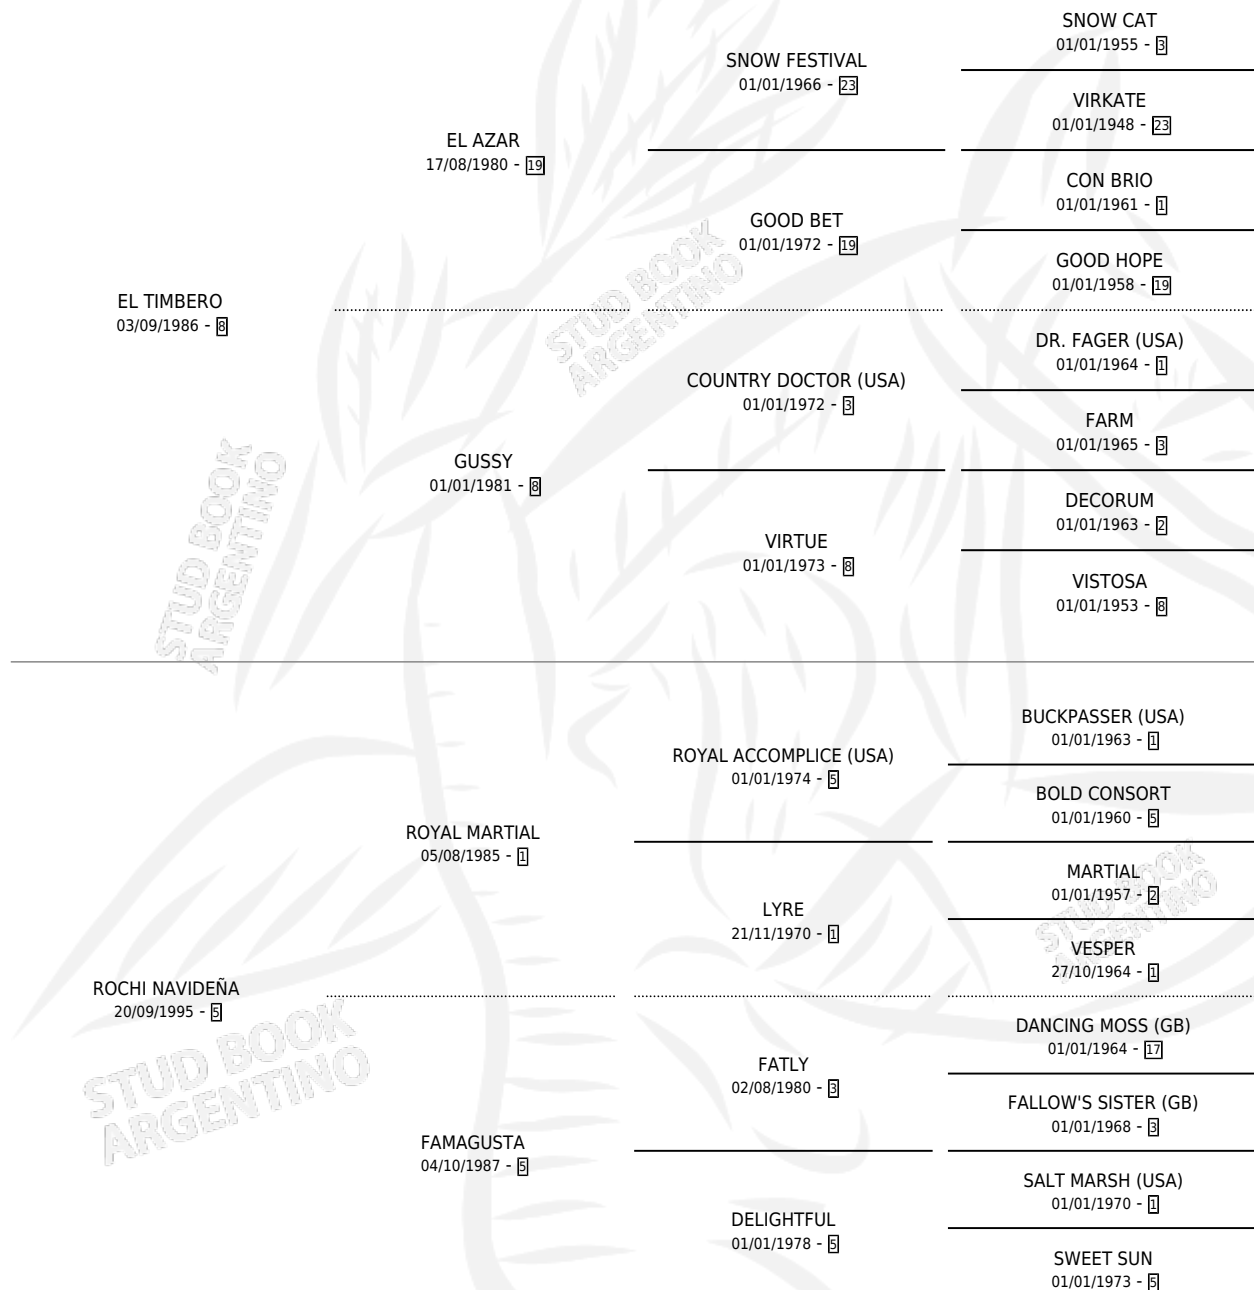 SNOW CAT
01/01/1955 - 3
SNOW FESTIVAL
01/01/1966 - 23
VIRKATE
01/01/1948 - 23
EL AZAR
17/08/1980 - 19
CON BRIO
01/01/1961 - 1
GOOD BET
01/01/1972 - 19
GOOD HOPE
01/01/1958 - 19
EL TIMBERO
03/09/1986 - 8
DR. FAGER (USA)
01/01/1964 - 1
COUNTRY DOCTOR (USA)
01/01/1972 - 3
FARM
01/01/1965 - 3
GUSSY
01/01/1981 - 8
DECORUM
01/01/1963 - 2
VIRTUE
01/01/1973 - 8
VISTOSA
01/01/1953 - 8
BUCKPASSER (USA)
01/01/1963 - 1
ROYAL ACCOMPLICE (USA)
01/01/1974 - 5
BOLD CONSORT
01/01/1960 - 5
ROYAL MARTIAL
05/08/1985 - 1
MARTIAL
01/01/1957 - 2
LYRE
21/11/1970 - 1
VESPER
27/10/1964 - 1
ROCHI NAVIDEÑA
20/09/1995 - 5
DANCING MOSS (GB)
01/01/1964 - 17
FATLY
02/08/1980 - 3
FALLOW'S SISTER (GB)
01/01/1968 - 3
FAMAGUSTA
04/10/1987 - 5
SALT MARSH (USA)
01/01/1970 - 1
DELIGHTFUL
01/01/1978 - 5
SWEET SUN
01/01/1973 - 5
STUD BOOK
ARGENTINO
STUD BOOK
ARGENTINO
STUD BOOK
ARGENTINO
STUD BOOK
ARGENTINO